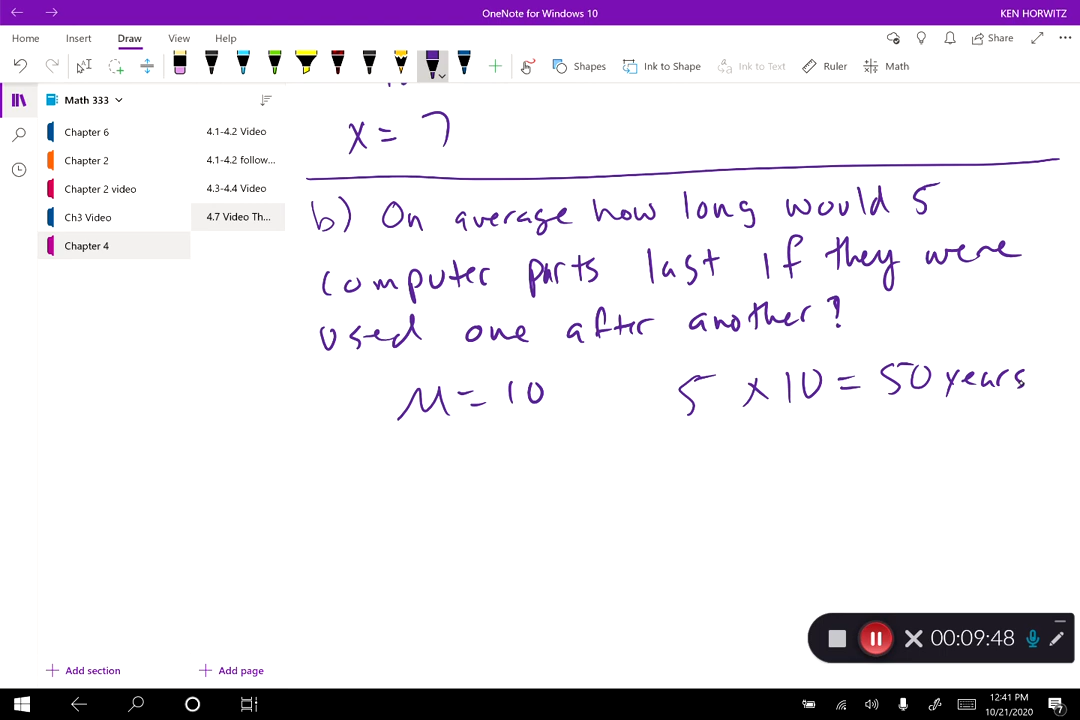 OneNote for Windows 10
KEN HORWITZ
Home Insert Draw View Help
Share
Shapes Ink to Shape Ink to Text Ruler Math
Math 333
Chapter 6
Chapter 2
Chapter 2 video
Ch3 Video
Chapter 4
4.1-4.2 Video
4.1-4.2 follow...
4.3-4.4 Video
4.7 Video Th...
x = 7
b) On average how long would 5
computer parts last if they were
used one after another?
μ = 10 5 × 10 = 50 years
00:09:48
Add section
Add page
12:41 PM
10/21/2020
7